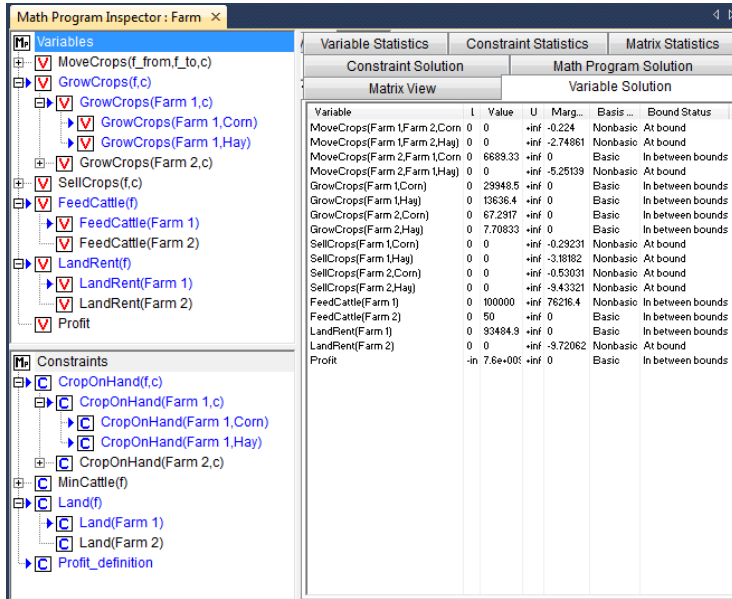 Math Program Inspector : Farm ×
Variables
MoveCrops(f_from,f_to,c)
GrowCrops(f,c)
GrowCrops(Farm 1,c)
GrowCrops(Farm 1,Corn)
GrowCrops(Farm 1,Hay)
GrowCrops(Farm 2,c)
SellCrops(f,c)
FeedCattle(f)
FeedCattle(Farm 1)
FeedCattle(Farm 2)
LandRent(f)
LandRent(Farm 1)
LandRent(Farm 2)
Profit
Constraints
CropOnHand(f,c)
CropOnHand(Farm 1,c)
CropOnHand(Farm 1,Corn)
CropOnHand(Farm 1,Hay)
CropOnHand(Farm 2,c)
MinCattle(f)
Land(f)
Land(Farm 1)
Land(Farm 2)
Profit_definition
Variable Statistics Constraint Statistics Matrix Statistics
Constraint Solution Math Program Solution
Matrix View Variable Solution
Variable L Value U Marg... Basis ... Bound Status
MoveCrops(Farm 1,Farm 2,Corn 0 0 +inf -0.224 Nonbasic At bound
MoveCrops(Farm 1,Farm 2,Hay) 0 0 +inf -2.74861 Nonbasic At bound
MoveCrops(Farm 2,Farm 1,Corn 0 6689.33 +inf 0 Basic In between bounds
MoveCrops(Farm 2,Farm 1,Hay) 0 0 +inf -5.25139 Nonbasic At bound
GrowCrops(Farm 1,Corn) 0 29948.5 +inf 0 Basic In between bounds
GrowCrops(Farm 1,Hay) 0 13636.4 +inf 0 Basic In between bounds
GrowCrops(Farm 2,Corn) 0 67.2917 +inf 0 Basic In between bounds
GrowCrops(Farm 2,Hay) 0 7.70833 +inf 0 Basic In between bounds
SellCrops(Farm 1,Corn) 0 0 +inf -0.29231 Nonbasic At bound
SellCrops(Farm 1,Hay) 0 0 +inf -3.18182 Nonbasic At bound
SellCrops(Farm 2,Corn) 0 0 +inf -0.53031 Nonbasic At bound
SellCrops(Farm 2,Hay) 0 0 +inf -9.43321 Nonbasic At bound
FeedCattle(Farm 1) 0 100000 +inf 76216.4 Nonbasic In between bounds
FeedCattle(Farm 2) 0 50 +inf 0 Basic In between bounds
LandRent(Farm 1) 0 93484.9 +inf 0 Basic In between bounds
LandRent(Farm 2) 0 0 +inf -9.72062 Nonbasic At bound
Profit -in 7.6e+009 +inf 0 Basic In between bounds